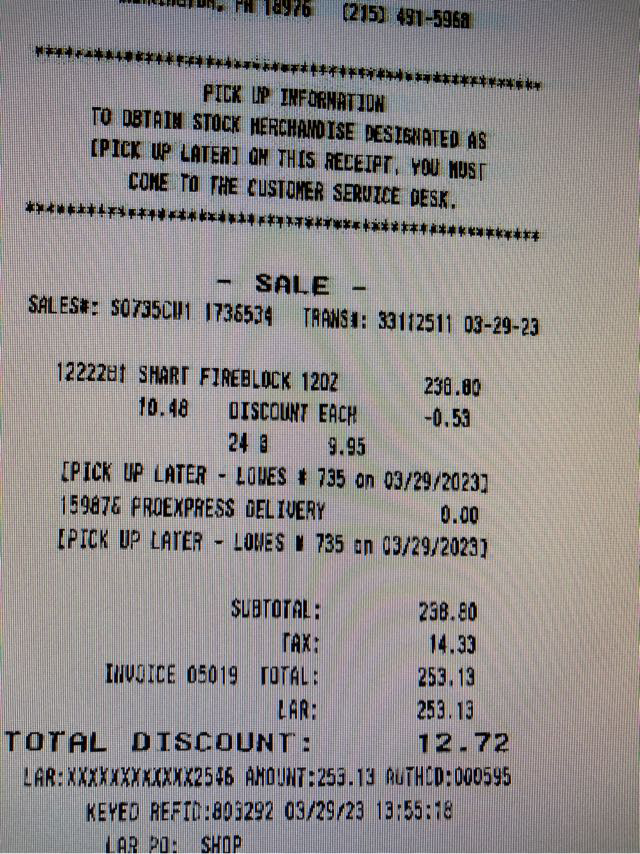 PA 18976 (215) 491-5968
**************************************************
PICK UP INFORMATION
TO OBTAIN STOCK MERCHANDISE DESIGNATED AS
[PICK UP LATER] ON THIS RECEIPT, YOU MUST
COME TO THE CUSTOMER SERVICE DESK.
**************************************************
- SALE -
SALES#: S0735CW1 1736534 TRANS#: 33112511 03-29-23
SMART FIREBLOCK 12OZ 238.80
10.48 DISCOUNT EACH -0.53
24 @ 9.95
[PICK UP LATER - LOWES # 735 on 03/29/2023]
PROEXPRESS DELIVERY 0.00
[PICK UP LATER - LOWES # 735 on 03/29/2023]
SUBTOTAL: 238.80
TAX: 14.33
INVOICE 05019 TOTAL: 253.13
LAR: 253.13
TOTAL DISCOUNT: 12.72
LAR:XXXXXXXXXXXX2546 AMOUNT:253.13 AUTHCD:000595
KEYED REFID:803292 03/29/23 13:55:18
LAR PO: SHOP